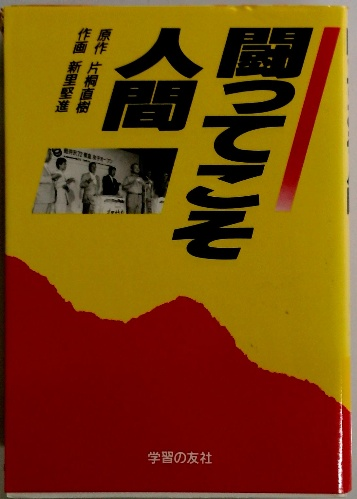 闘ってこそ
人間
原作 片桐直樹
作画 新里堅進
学習の友社